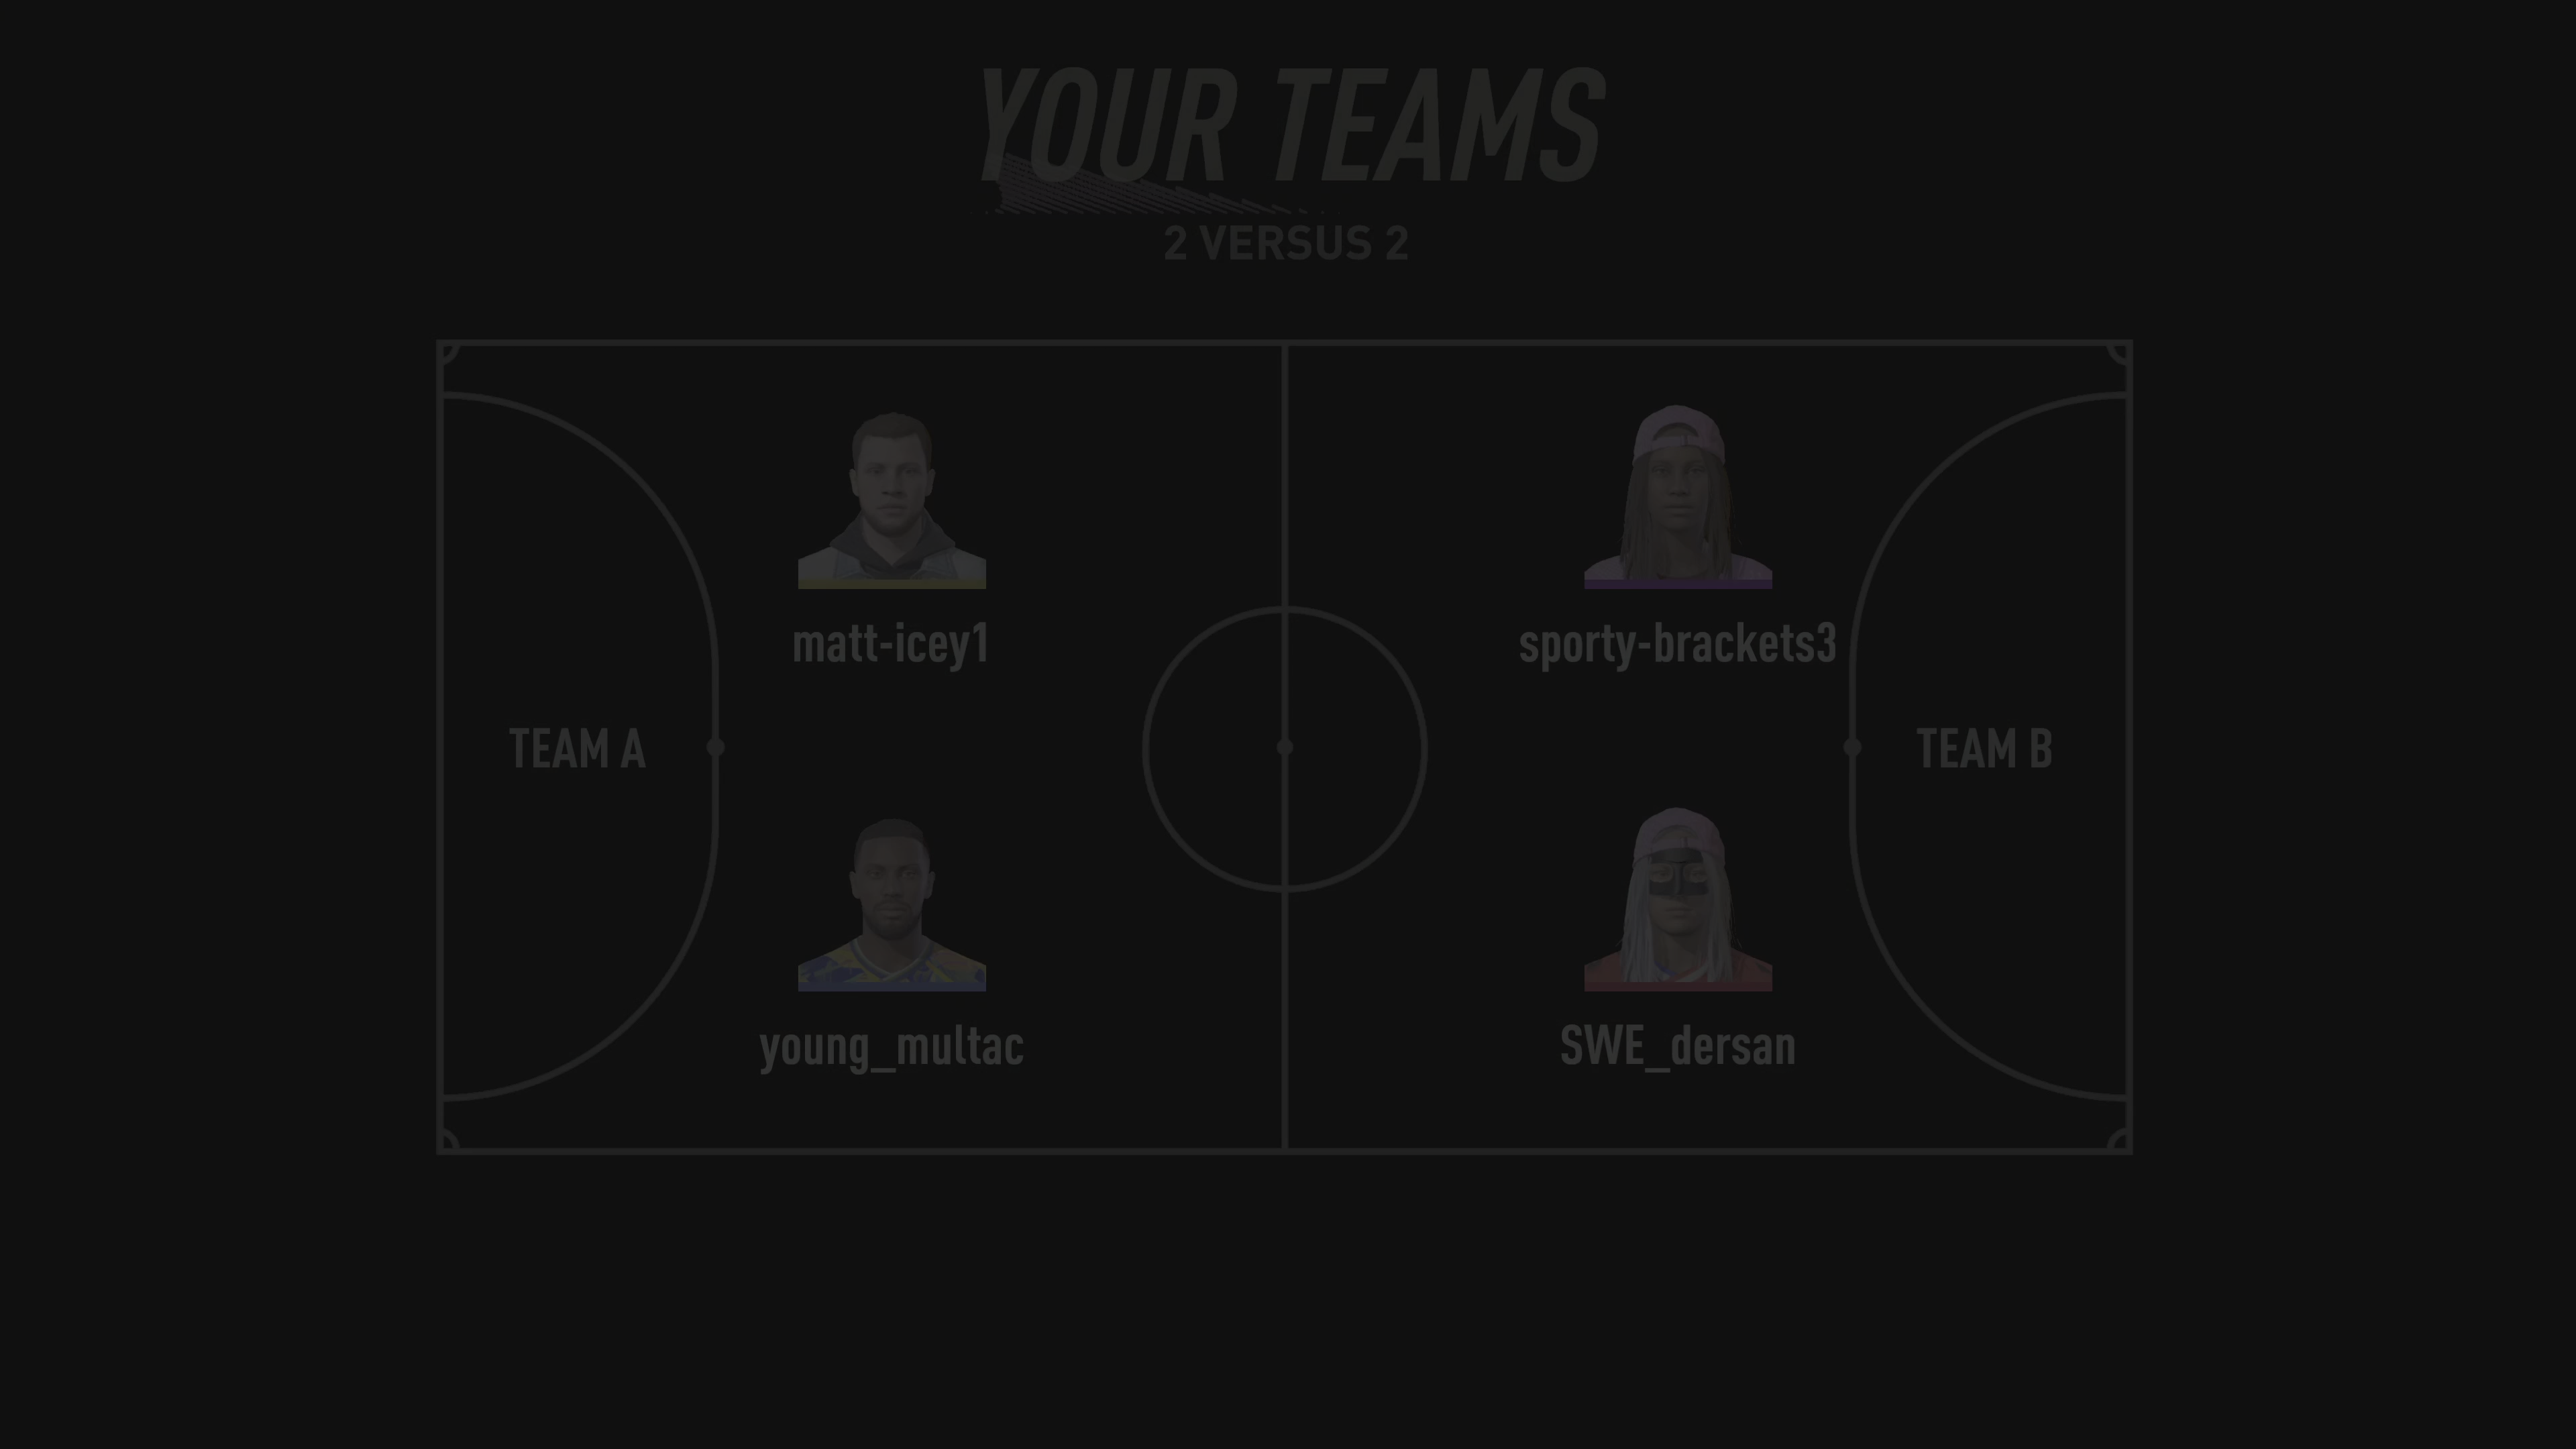 YOUR TEAMS
2 VERSUS 2
matt-icey1
sporty-brackets3
TEAM A
TEAM B
young_multac
SWE_dersan